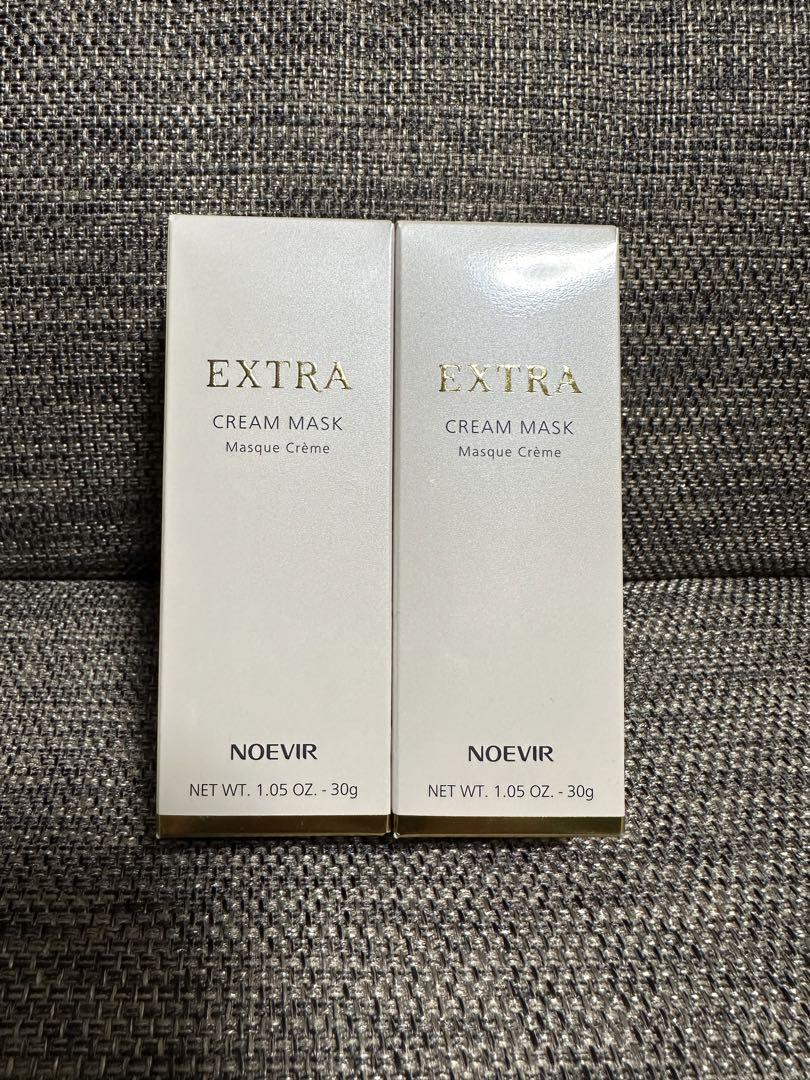 EXTRA
CREAM MASK
Masque Crème
NOEVIR
NET WT. 1.05 OZ. - 30g
EXTRA
CREAM MASK
Masque Crème
NOEVIR
NET WT. 1.05 OZ. - 30g